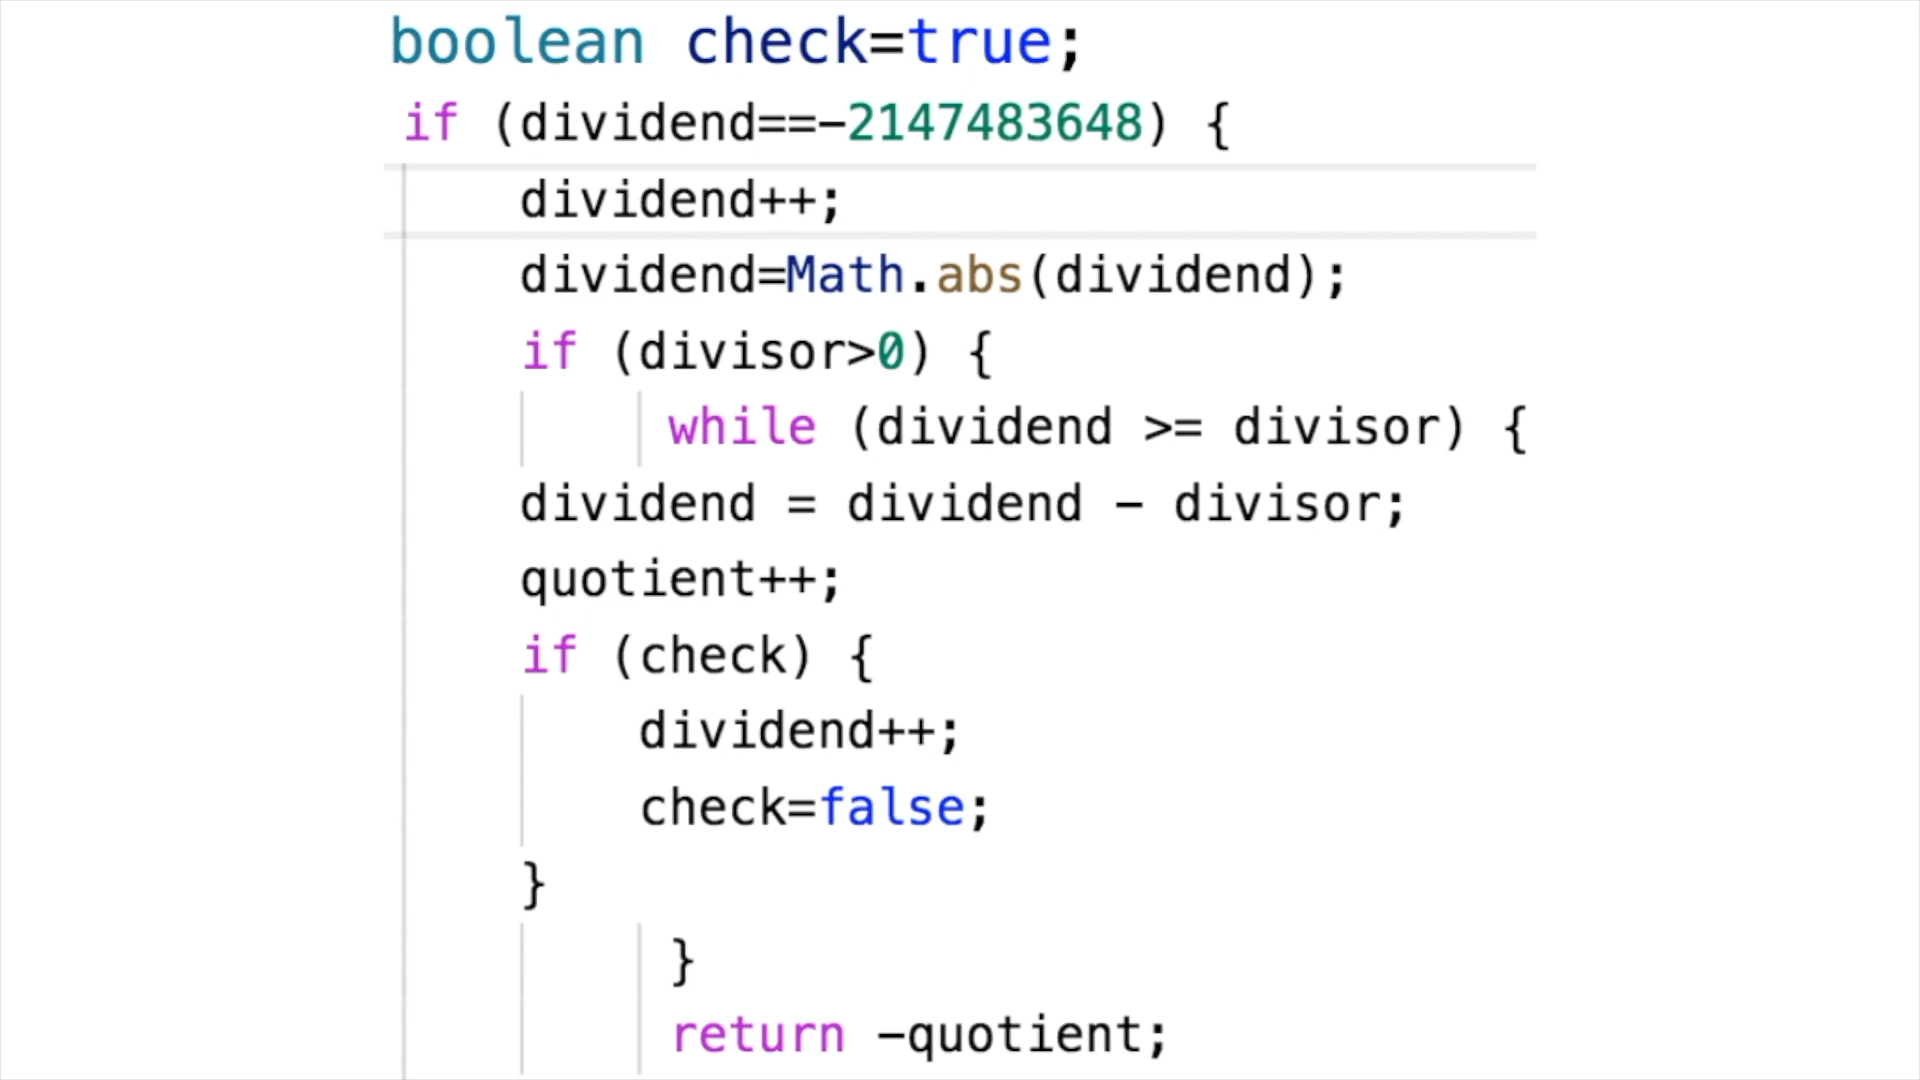 boolean check=true;
if (dividend==-2147483648) {
dividend++;
dividend=Math.abs(dividend);
if (divisor>0) {
while (dividend >= divisor) {
dividend = dividend - divisor;
quotient++;
if (check) {
dividend++;
check=false;
}
}
return -quotient;